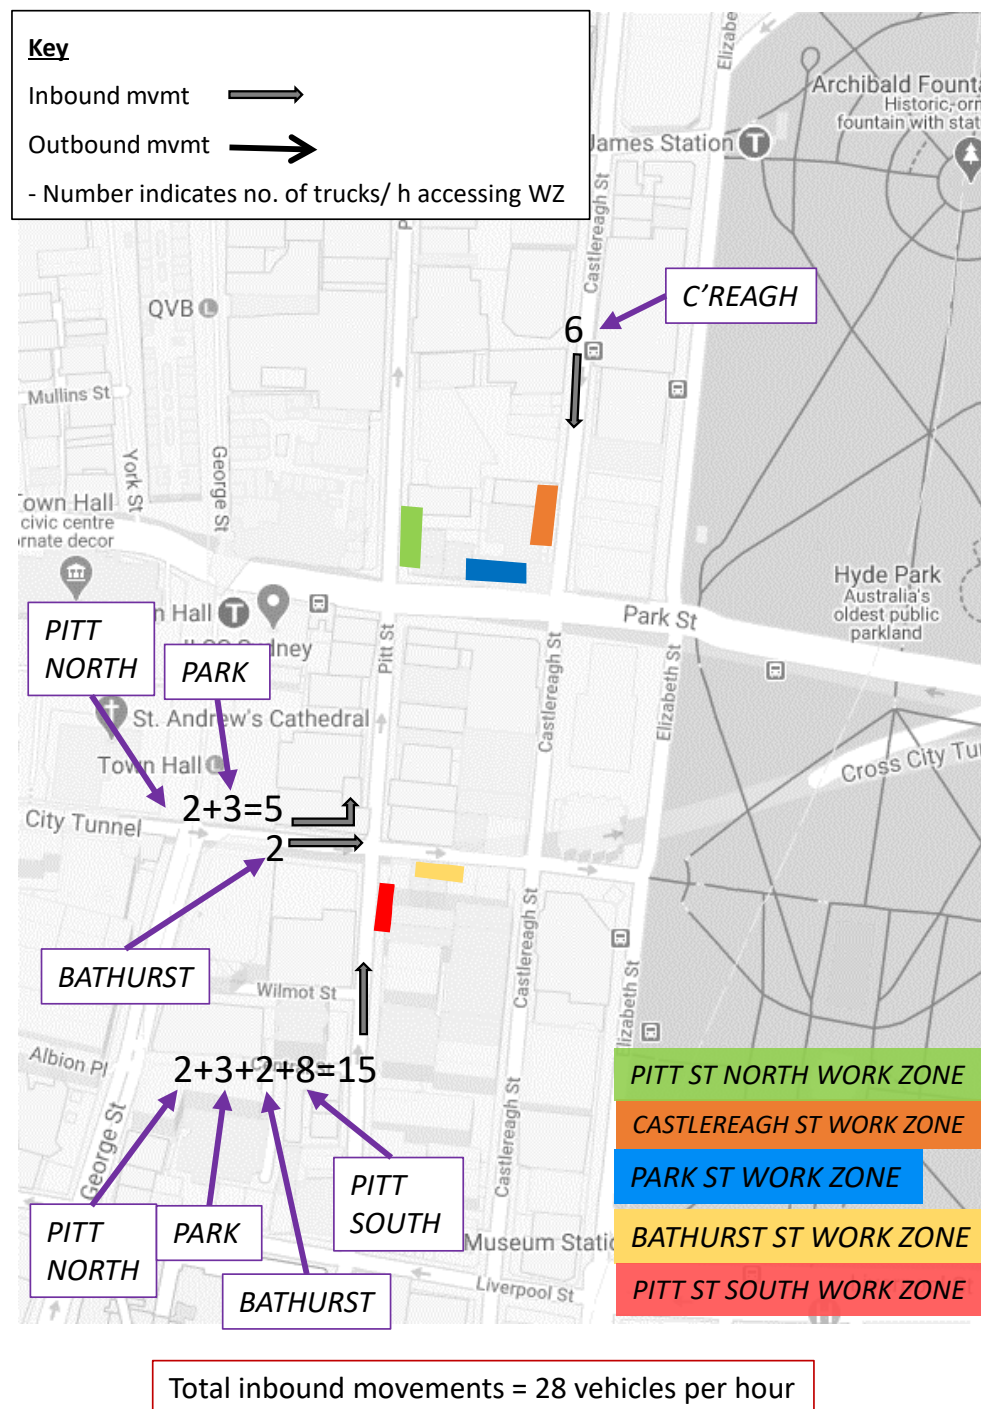 Key
Inbound mvmt
Outbound mvmt
- Number indicates no. of trucks/ h accessing WZ
Elizabe
Archibald Founta
Historic, orn
fountain with stat
James Station
T
Castlereagh St
P
C'REAGH
QVB
L
6
Mullins St
York St
George St
Town Hall
civic centre
ornate decor
Hyde Park
Australia's
oldest public
parkland
n Hall
T
Park St
PITT
NORTH
PARK
dney
Pitt St
Castlereagh St
Elizabeth St
St. Andrew's Cathedral
Town Hall
L
Cross City Tu
2+3=5
City Tunnel
2
BATHURST
Castlereagh St
Elizabeth St
Wilmot St
Albion Pl
2+3+2+8=15
George St
Castlereagh St
PITT
SOUTH
PITT
NORTH
PARK
BATHURST
Museum Static
Liverpool St
PITT ST NORTH WORK ZONE
CASTLEREAGH ST WORK ZONE
PARK ST WORK ZONE
BATHURST ST WORK ZONE
PITT ST SOUTH WORK ZONE
Total inbound movements = 28 vehicles per hour